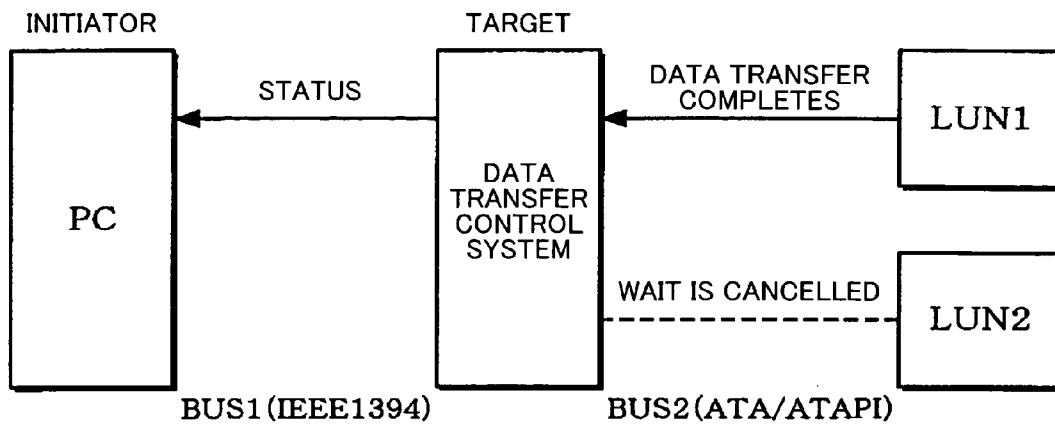 INITIATOR
TARGET
STATUS
DATA TRANSFER
COMPLETES
LUN1
PC
DATA
TRANSFER
CONTROL
SYSTEM
WAIT IS CANCELLED
LUN2
BUS1(IEEE1394)
BUS2(ATA/ATAPI)